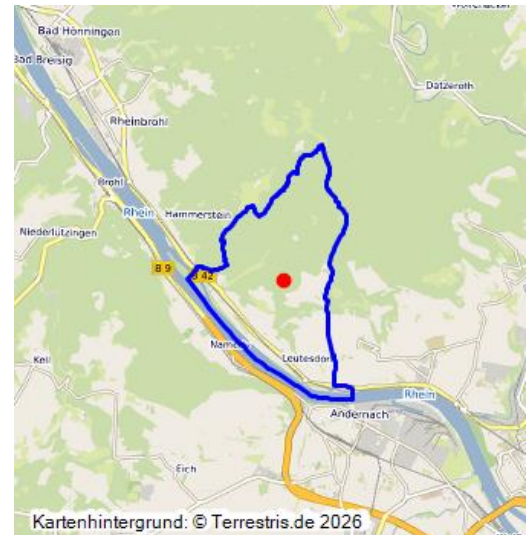 Bad Hönningen
Bad Breisig
Datzeroth
Rheinbrohl
Brohl
Rhein
Hammerstein
Niederlützingen
B 9
B 42
Kell
Namedy
Leutesdorf
Rhein
Andernach
Eich
Kartenhintergrund: © Terrestris.de 2026